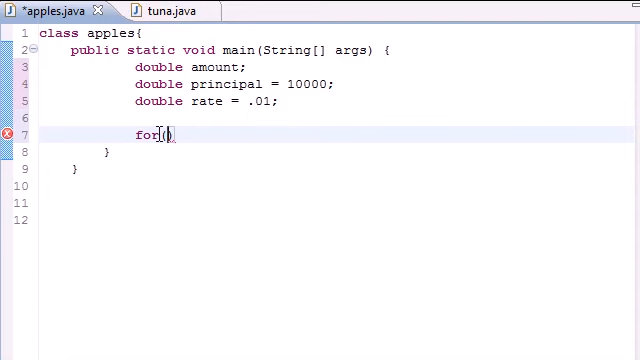 *apples.java tuna.java
1 class apples{
2 public static void main(String[] args) {
3 double amount;
4 double principal = 10000;
5 double rate = .01;
6
7 for()
8 }
9 }
10
11
12